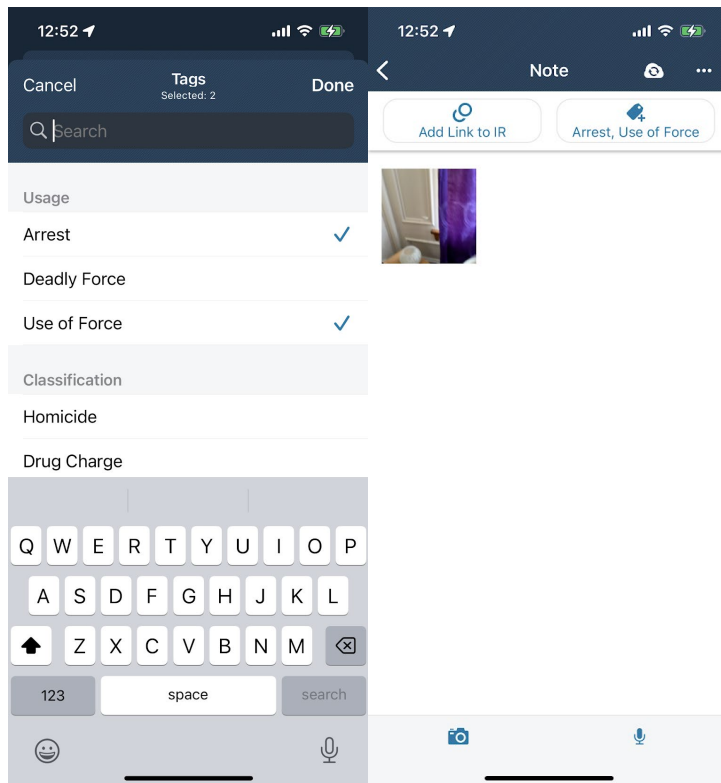 12:52
Cancel
Tags
Done
Selected: 2
Search
Usage
Arrest
Deadly Force
Use of Force
Classification
Homicide
Drug Charge
Q W E R T Y U I O P
A S D F G H J K L
Z X C V B N M
123 space search
12:52
Note
Add Link to IR
Arrest, Use of Force